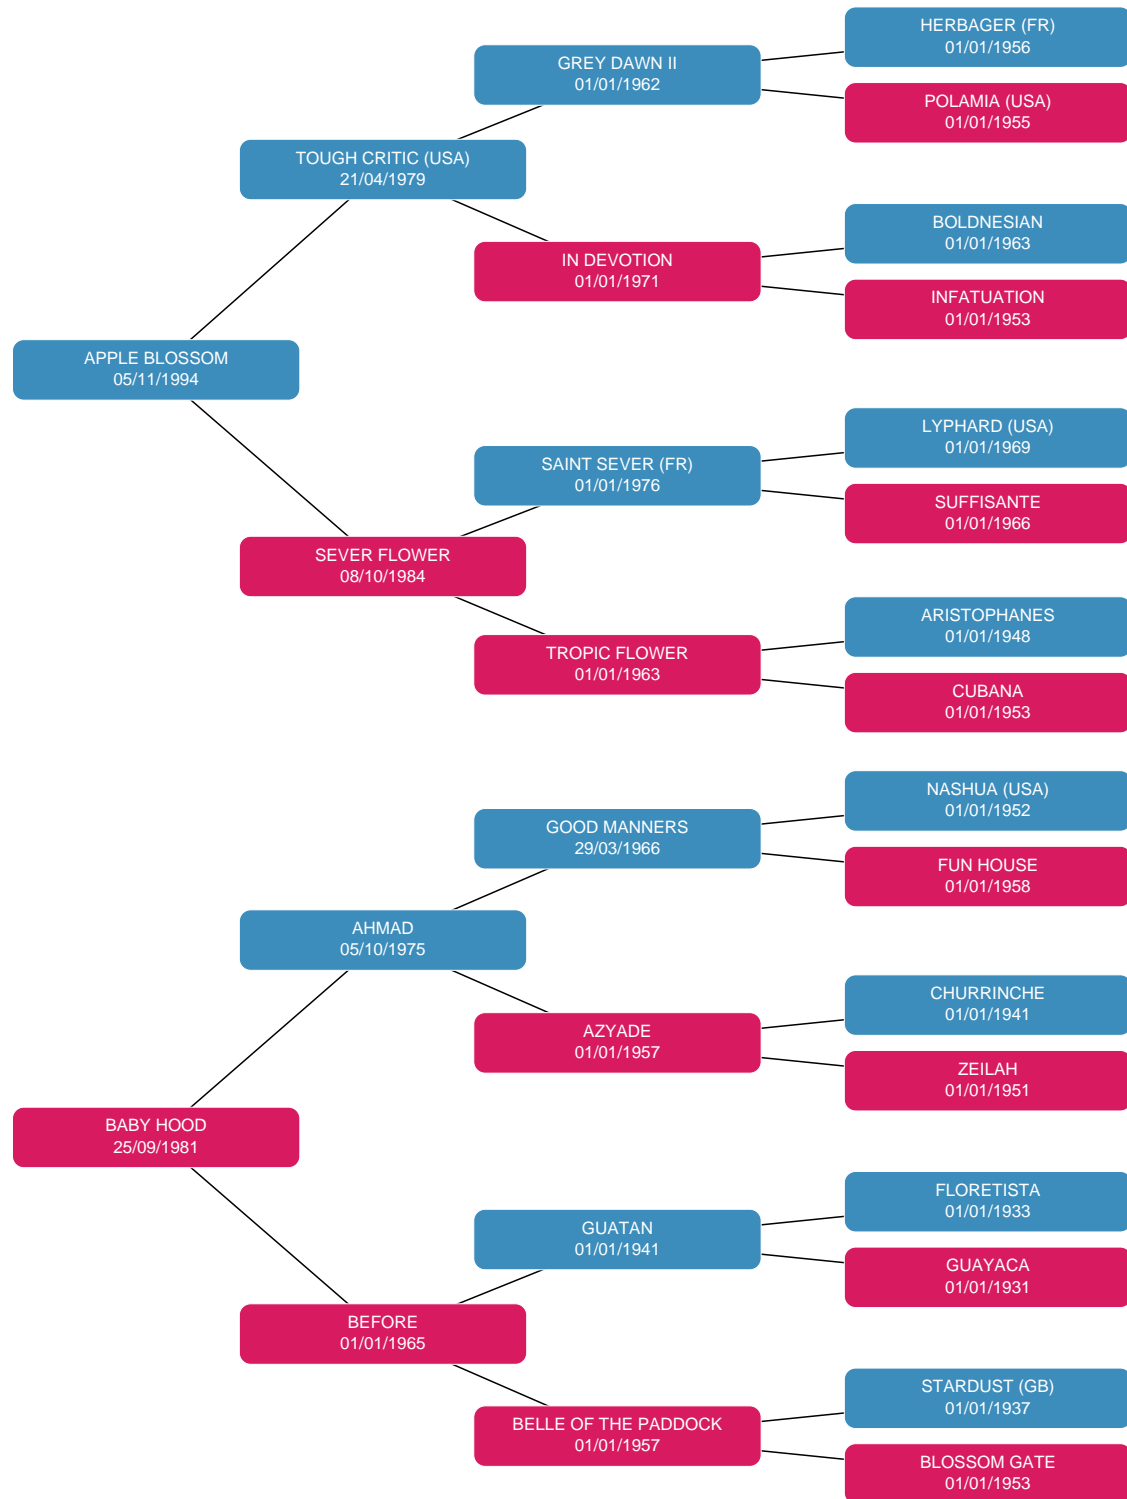 HERBAGER (FR)
01/01/1956
GREY DAWN II
01/01/1962
POLAMIA (USA)
01/01/1955
TOUGH CRITIC (USA)
21/04/1979
BOLDNESIAN
01/01/1963
IN DEVOTION
01/01/1971
INFATUATION
01/01/1953
APPLE BLOSSOM
05/11/1994
LYPHARD (USA)
01/01/1969
SAINT SEVER (FR)
01/01/1976
SUFFISANTE
01/01/1966
SEVER FLOWER
08/10/1984
ARISTOPHANES
01/01/1948
TROPIC FLOWER
01/01/1963
CUBANA
01/01/1953
NASHUA (USA)
01/01/1952
GOOD MANNERS
29/03/1966
FUN HOUSE
01/01/1958
AHMAD
05/10/1975
CHURRINCHE
01/01/1941
AZYADE
01/01/1957
ZEILAH
01/01/1951
BABY HOOD
25/09/1981
FLORETISTA
01/01/1933
GUATAN
01/01/1941
GUAYACA
01/01/1931
BEFORE
01/01/1965
STARDUST (GB)
01/01/1937
BELLE OF THE PADDOCK
01/01/1957
BLOSSOM GATE
01/01/1953